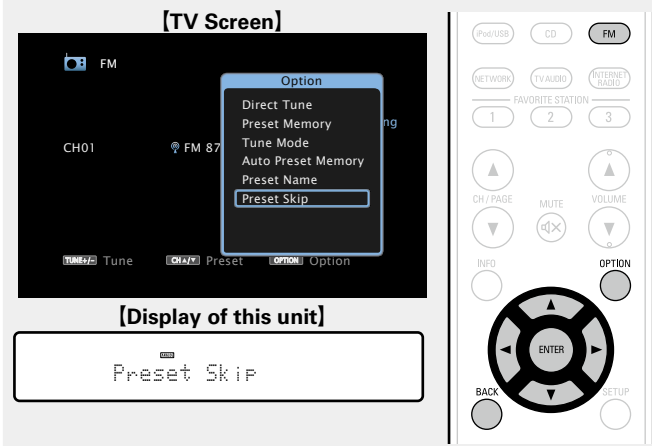 【TV Screen】
FM
Option
Direct Tune
Preset Memory
Tune Mode
Auto Preset Memory
Preset Name
Preset Skip
ng
CH01
FM 87
TUNE+/- Tune
CH▲/▼ Preset
OPTION Option
【Display of this unit】
Preset Skip
iPod/USB
CD
FM
NETWORK
TV AUDIO
INTERNET
RADIO
FAVORITE STATION
1
2
3
CH / PAGE
MUTE
VOLUME
INFO
OPTION
ENTER
BACK
SETUP